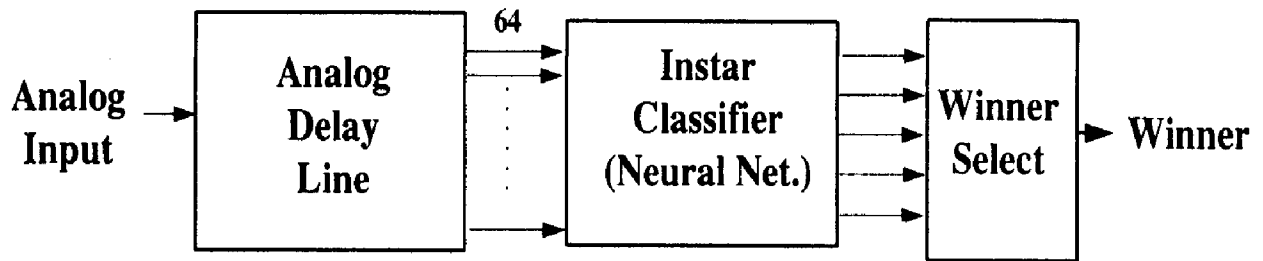 64
Analog
Input
Analog
Delay
Line
Instar
Classifier
(Neural Net.)
Winner
Select
Winner